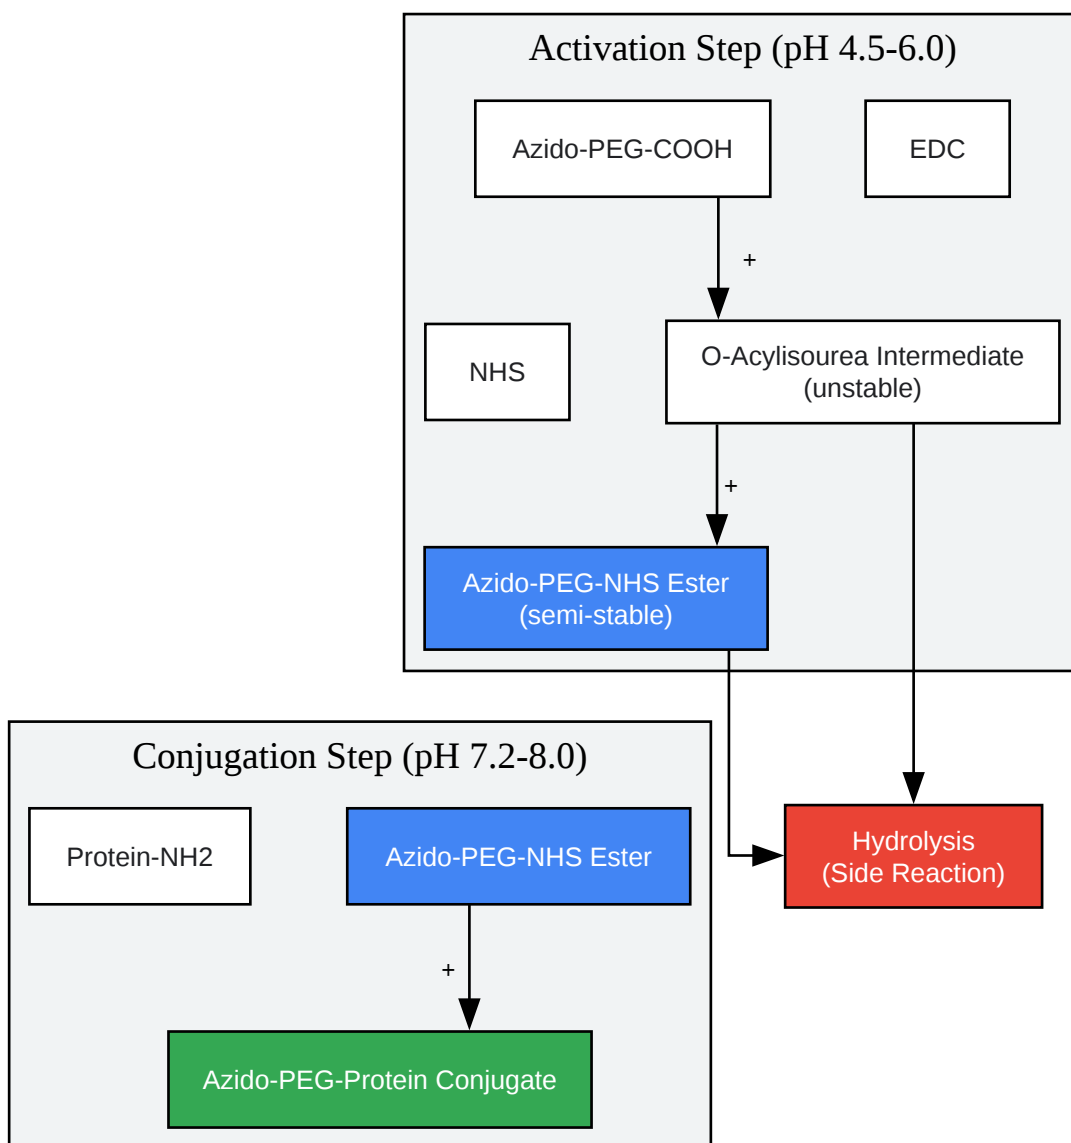 Activation Step (pH 4.5-6.0)
Azido-PEG-COOH
EDC
+
NHS
O-Acylisourea Intermediate
(unstable)
+
Azido-PEG-NHS Ester
(semi-stable)
Conjugation Step (pH 7.2-8.0)
Protein-NH2
Azido-PEG-NHS Ester
Hydrolysis
(Side Reaction)
+
Azido-PEG-Protein Conjugate